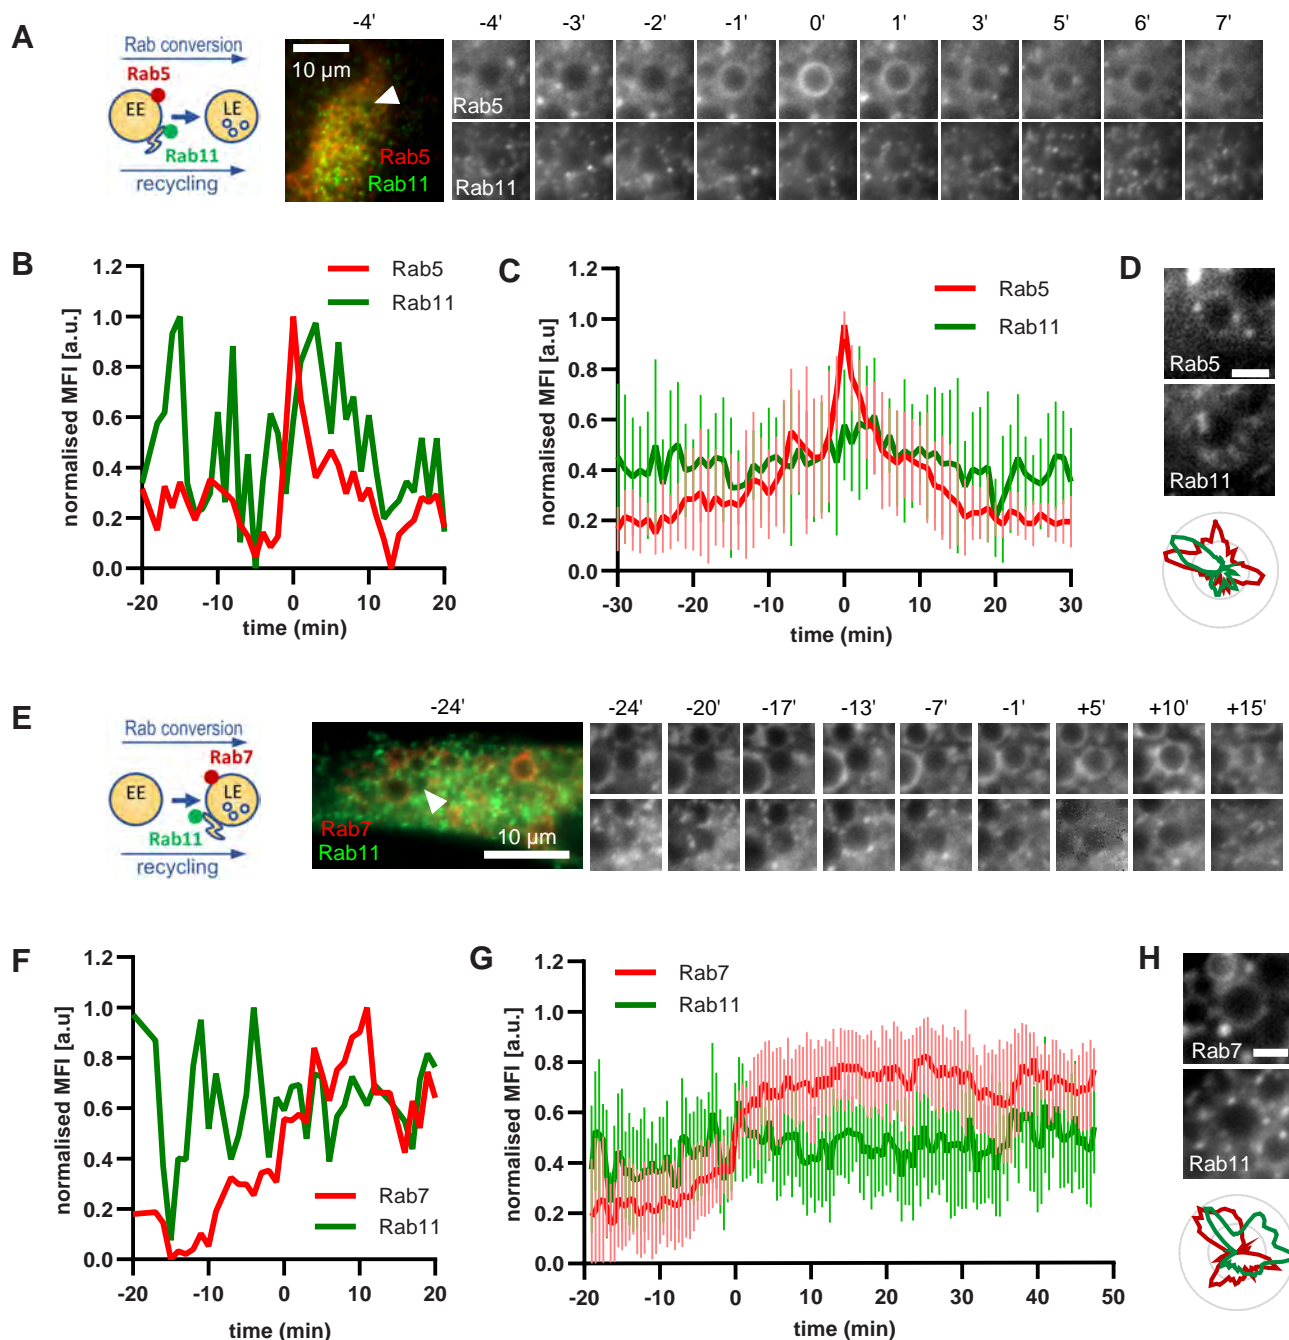 A
Rab conversion
Rab5
EE
LE
Rab11
recycling
-4'
10 µm
Rab5
Rab11
-4' -3' -2' -1' 0' 1' 3' 5' 6' 7'
Rab5
Rab11
B
1.2
1.0
0.8
0.6
0.4
0.2
0.0
normalised MFI [a.u.]
-20 -10 0 10 20
time (min)
Rab5
Rab11
C
1.2
1.0
0.8
0.6
0.4
0.2
0.0
normalised MFI [a.u]
-30 -20 -10 0 10 20 30
time (min)
Rab5
Rab11
D
Rab5
Rab11
E
Rab conversion
Rab7
EE
LE
Rab11
recycling
-24'
Rab7
Rab11
10 µm
-24' -20' -17' -13' -7' -1' +5' +10' +15'
F
1.2
1.0
0.8
0.6
0.4
0.2
0.0
normalised MFI [a.u]
-20 -10 0 10 20
time (min)
Rab7
Rab11
G
1.2
1.0
0.8
0.6
0.4
0.2
0.0
normalised MFI [a.u.]
-20 -10 0 10 20 30 40 50
time (min)
Rab7
Rab11
H
Rab7
Rab11